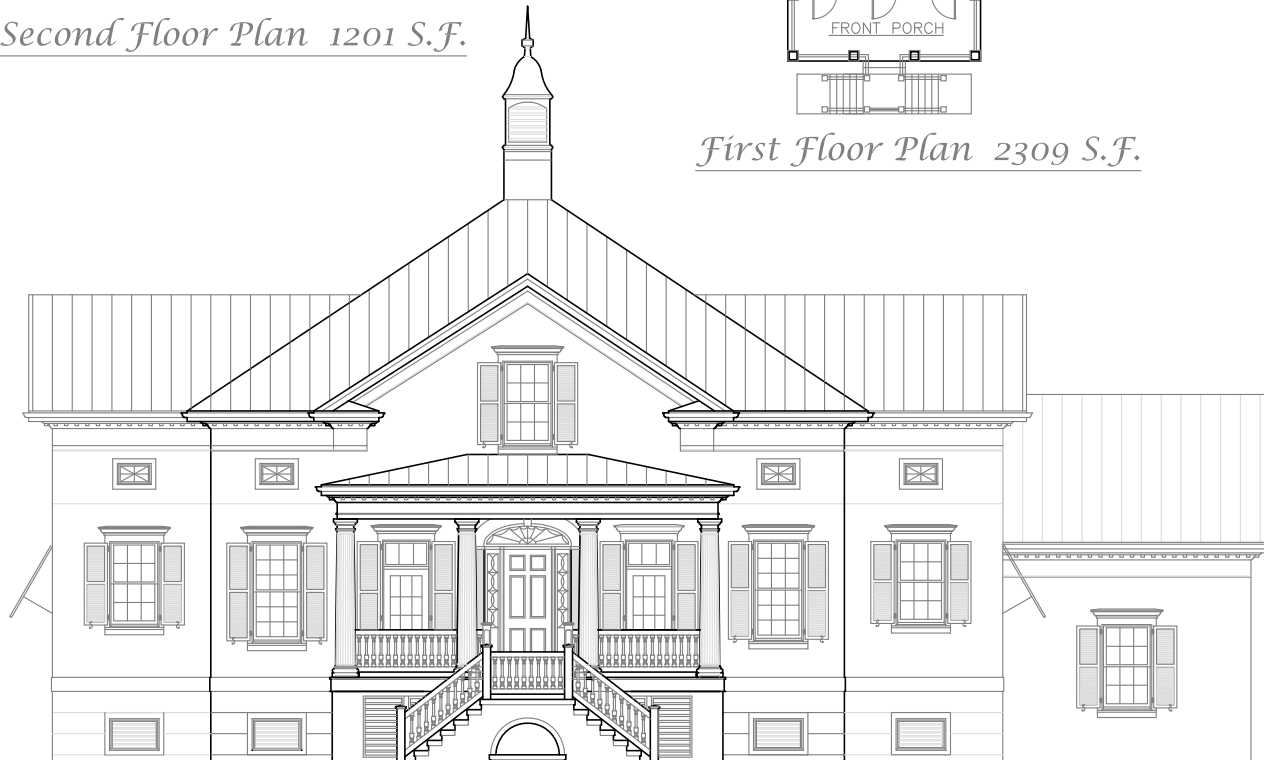 Second Floor Plan 1201 S.F.
FRONT PORCH
First Floor Plan 2309 S.F.